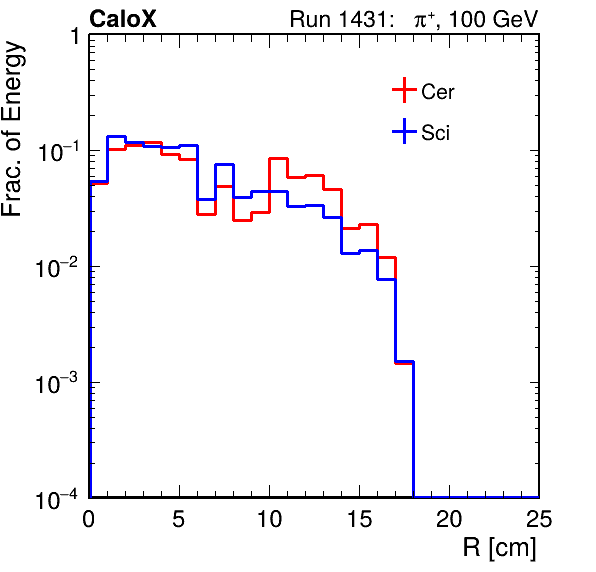 CaloX Run 1431: π⁺, 100 GeV
Frac. of Energy
1
10⁻¹
10⁻²
10⁻³
10⁻⁴
Cer
Sci
0 5 10 15 20 25
R [cm]